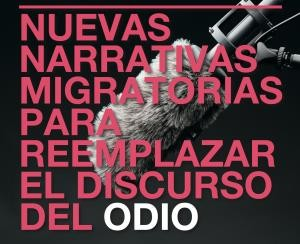 NUEVAS
NARRATIVAS
MIGRATORIAS
PARA
REEMPLAZAR
EL DISCURSO
DEL ODIO